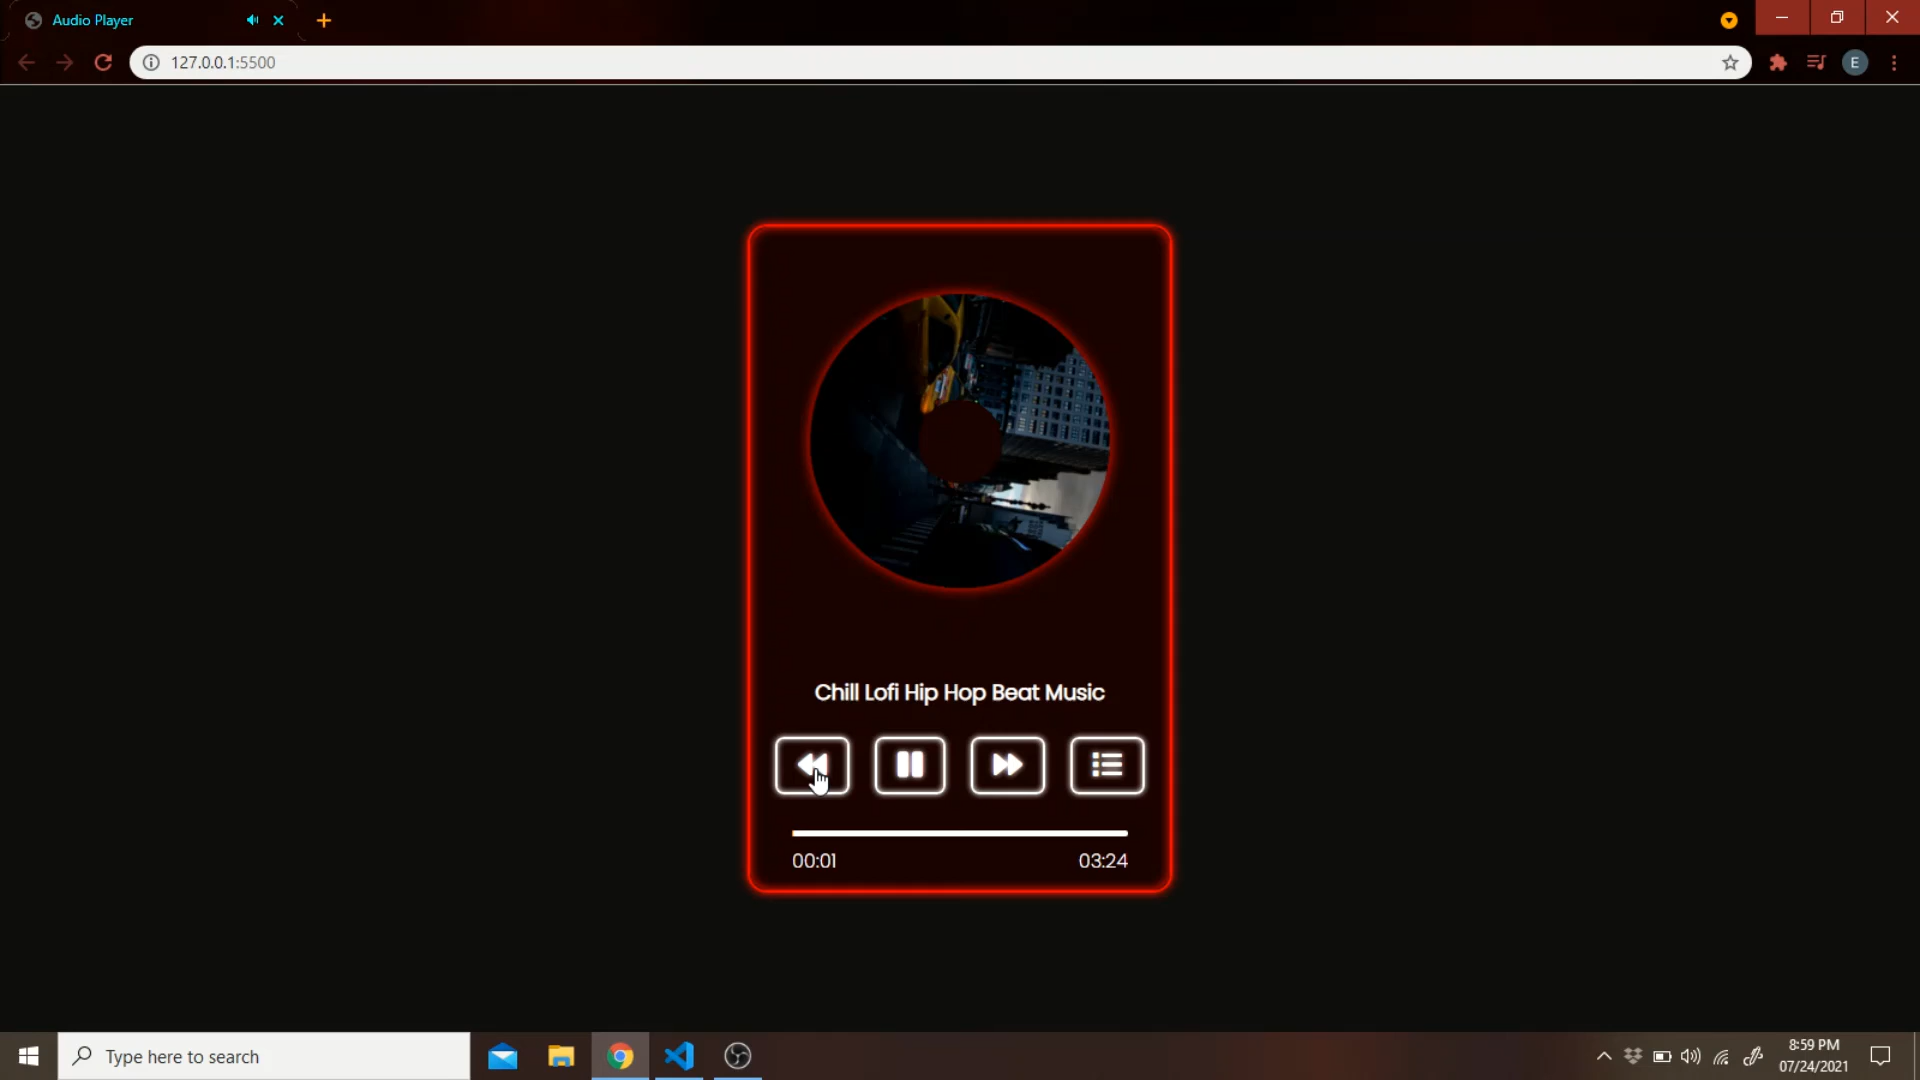 Audio Player
127.0.0.1:5500
E
Chill Lofi Hip Hop Beat Music
00:01 03:24
Type here to search
8:59 PM
07/24/2021